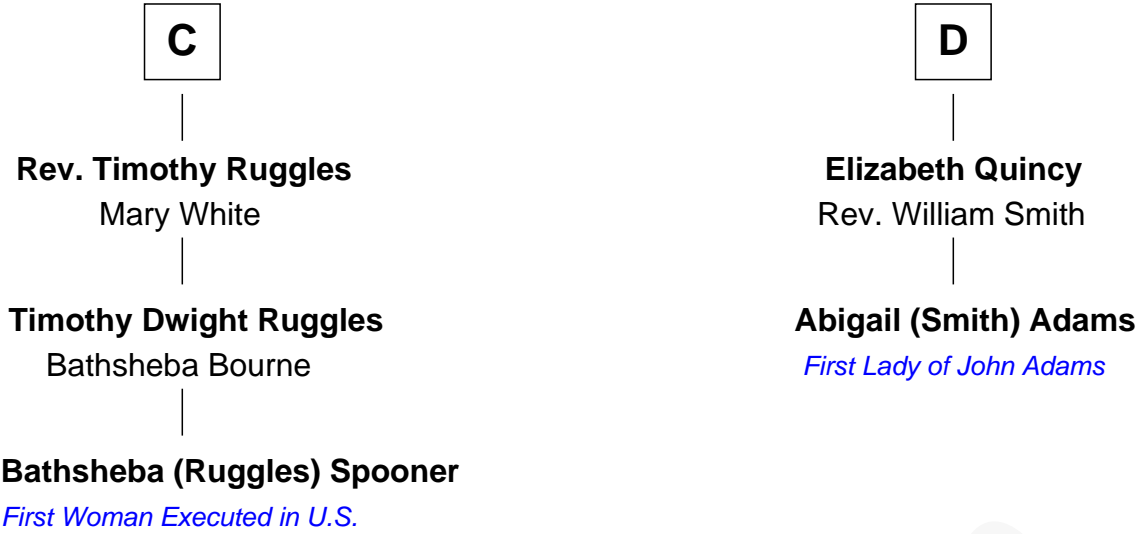 C
Rev. Timothy Ruggles
Mary White
Timothy Dwight Ruggles
Bathsheba Bourne
Bathsheba (Ruggles) Spooner
First Woman Executed in U.S.
D
Elizabeth Quincy
Rev. William Smith
Abigail (Smith) Adams
First Lady of John Adams